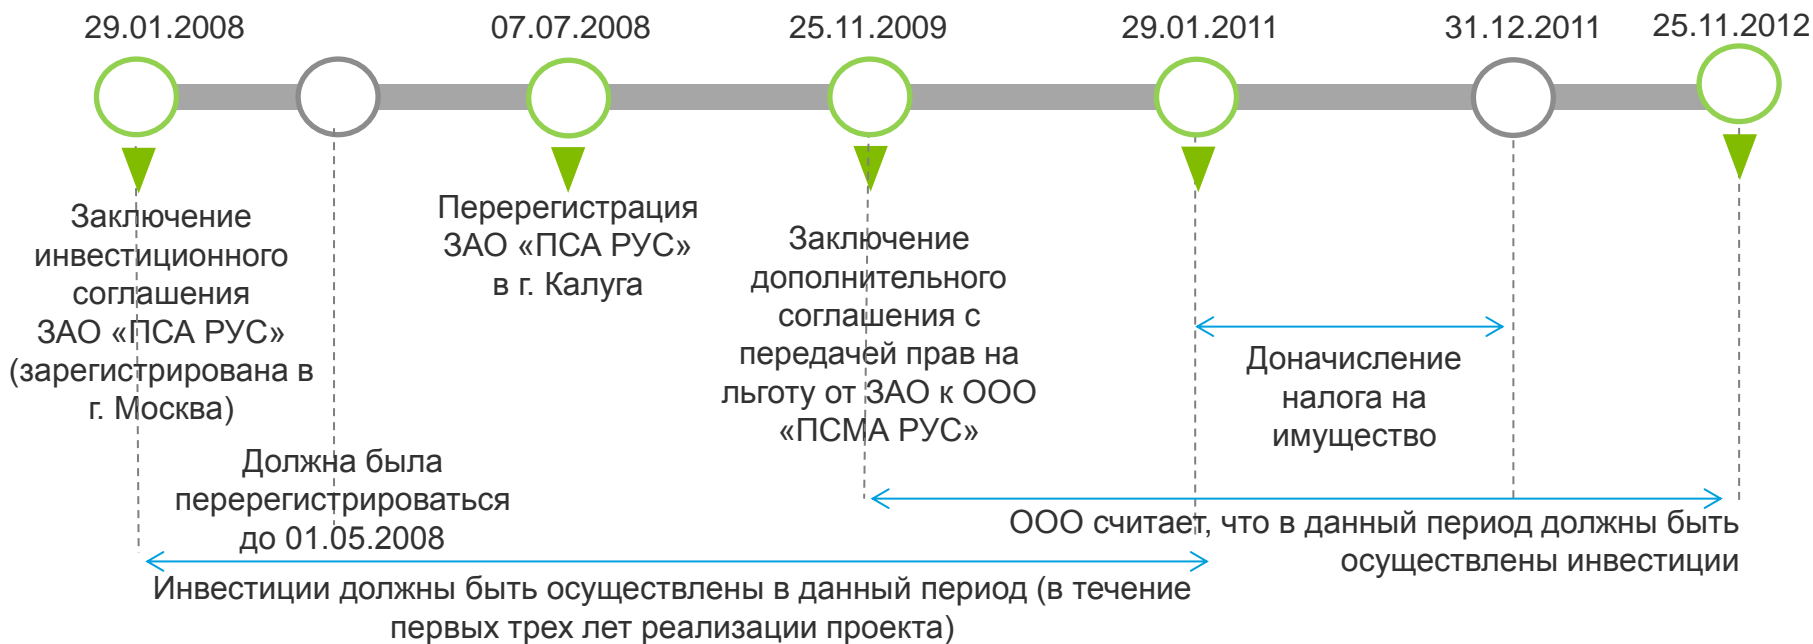 29.01.2008
07.07.2008
25.11.2009
29.01.2011
31.12.2011
25.11.2012
Заключение
инвестиционного
соглашения
ЗАО «ПСА РУС»
(зарегистрирована в
г. Москва)
Должна была
перерегистрироваться
до 01.05.2008
Перерегистрация
ЗАО «ПСА РУС»
в г. Калуга
Заключение
дополнительного
соглашения с
передачей прав на
льготу от ЗАО к ООО
«ПСМА РУС»
Доначисление
налога на
имущество
ООО считает, что в данный период должны быть
осуществлены инвестиции
Инвестиции должны быть осуществлены в данный период (в течение
первых трех лет реализации проекта)